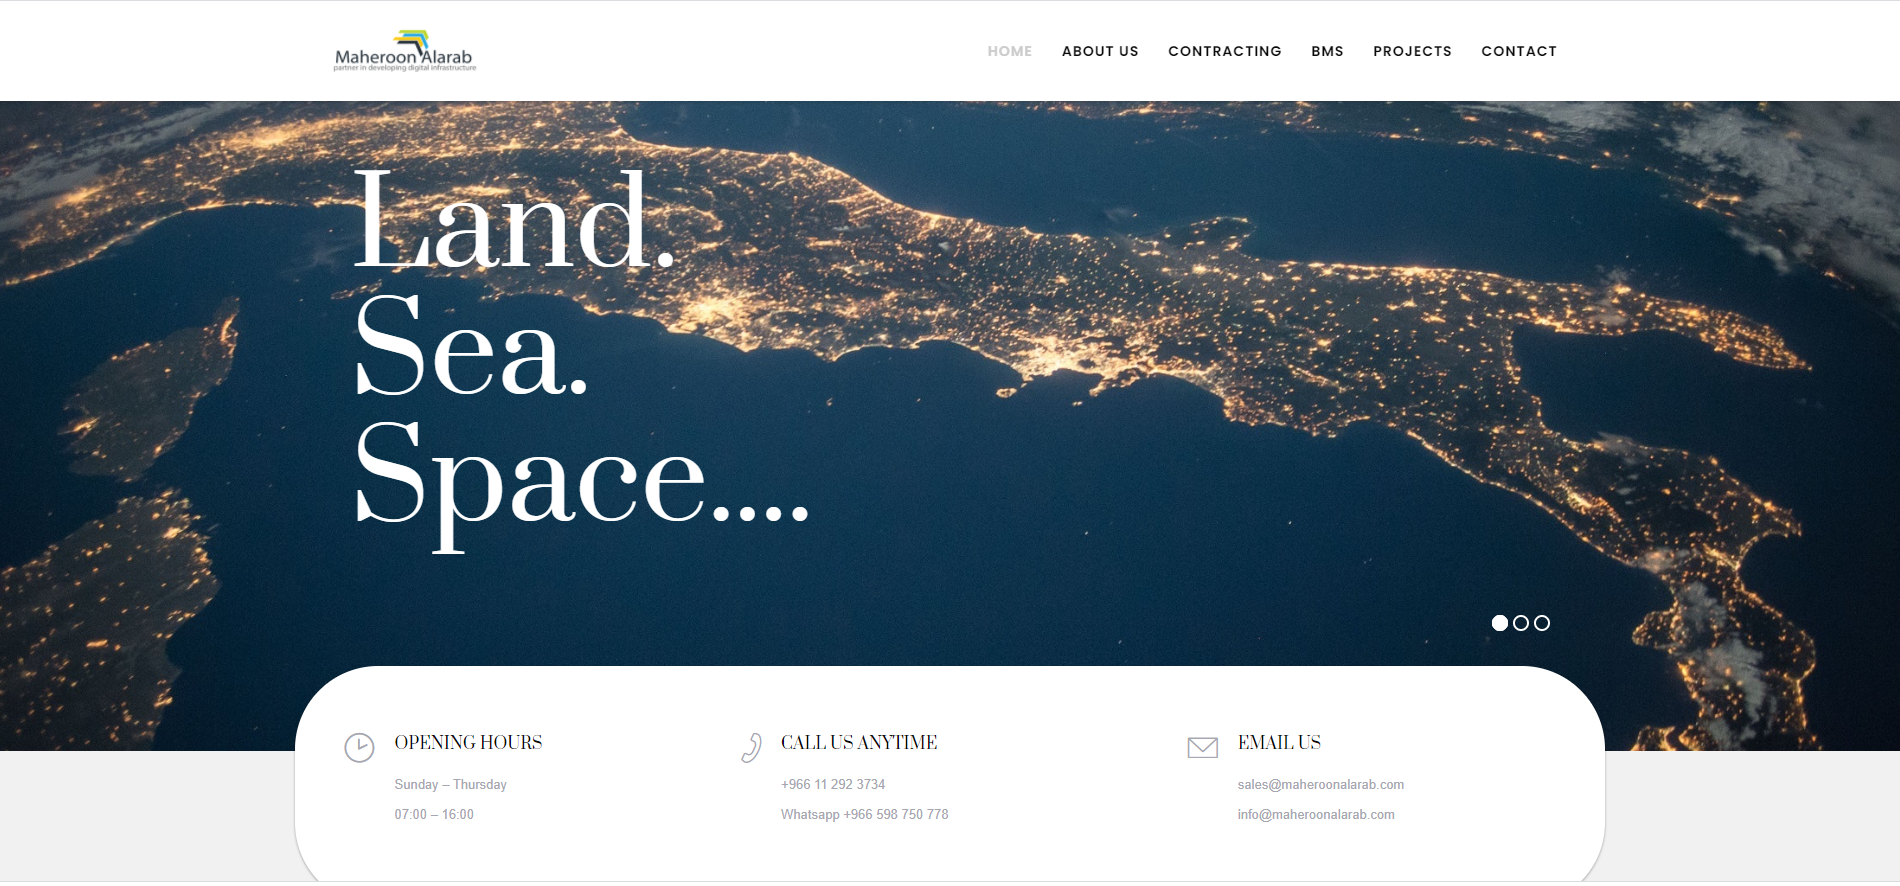 Maheroon Alarab
partner in developing digital infrastructure
HOME ABOUT US CONTRACTING BMS PROJECTS CONTACT
Land.
Sea.
Space....
OPENING HOURS
Sunday – Thursday
07:00 – 16:00
CALL US ANYTIME
+966 11 292 3734
Whatsapp +966 598 750 778
EMAIL US
sales@maheroonalarab.com
info@maheroonalarab.com